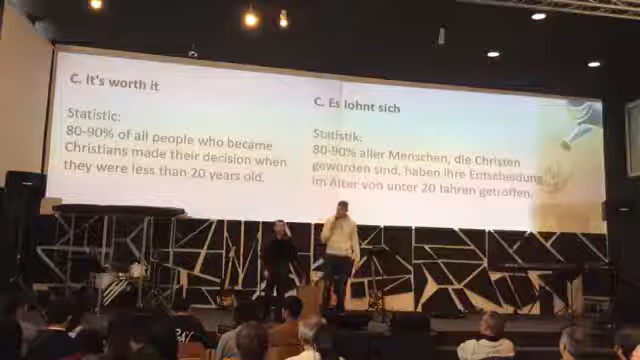 C. It's worth it
Statistic:
80-90% of all people who became
Christians made their decision when
they were less than 20 years old.
C. Es lohnt sich
Statistik:
80-90% aller Menschen, die Christen
geworden sind, haben ihre Entscheidung
im Alter von unter 20 Jahren getroffen.